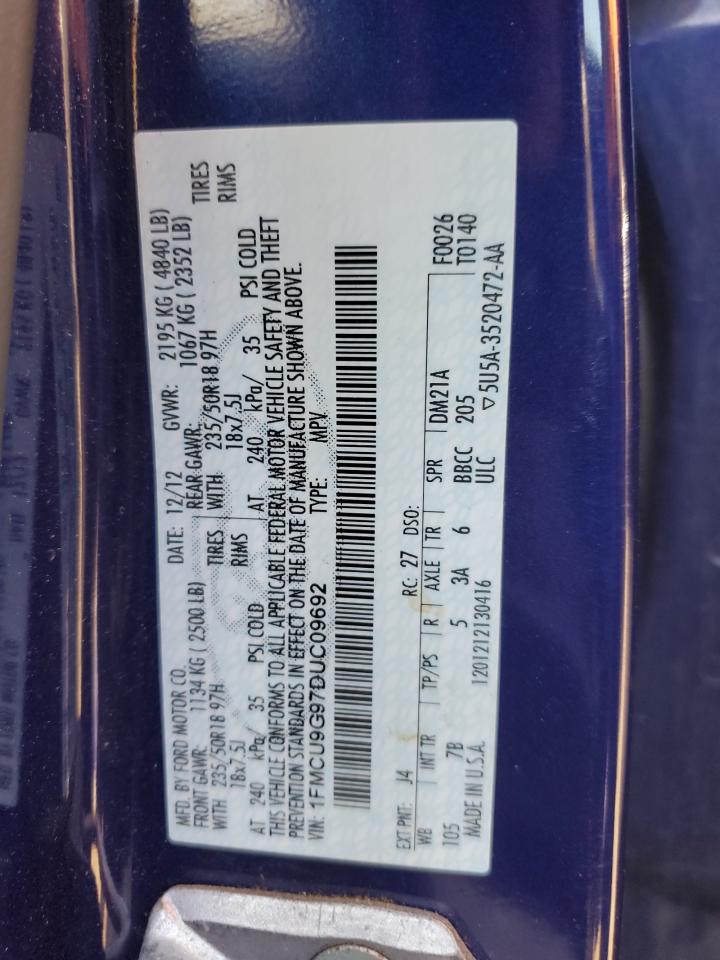 MFD. BY FORD MOTOR CO. DATE: 12/12 GVWR: 2195 KG ( 4840 LB)
FRONT GAWR: 1134 KG ( 2500 LB) REAR GAWR: 1067 KG ( 2352 LB)
WITH 235/50R18 97H TIRES WITH 235/50R18 97H TIRES
18x7.5J RIMS 18x7.5J RIMS
AT 240 kPa/ 35 PSI COLD AT 240 kPa/ 35 PSI COLD
THIS VEHICLE CONFORMS TO ALL APPLICABLE FEDERAL MOTOR VEHICLE SAFETY AND THEFT
PREVENTION STANDARDS IN EFFECT ON THE DATE OF MANUFACTURE SHOWN ABOVE.
VIN: 1FMCU9G97DUC09692 TYPE: MPV
EXT PNT: J4 RC: 27 DSO: F0026
WB INT TR TP/PS R AXLE TR SPR DM21A T0140
105 7B 5 3A 6 BBCC 205
MADE IN U.S.A. 1201212130416 ULC ▽5U5A-3520472-AA